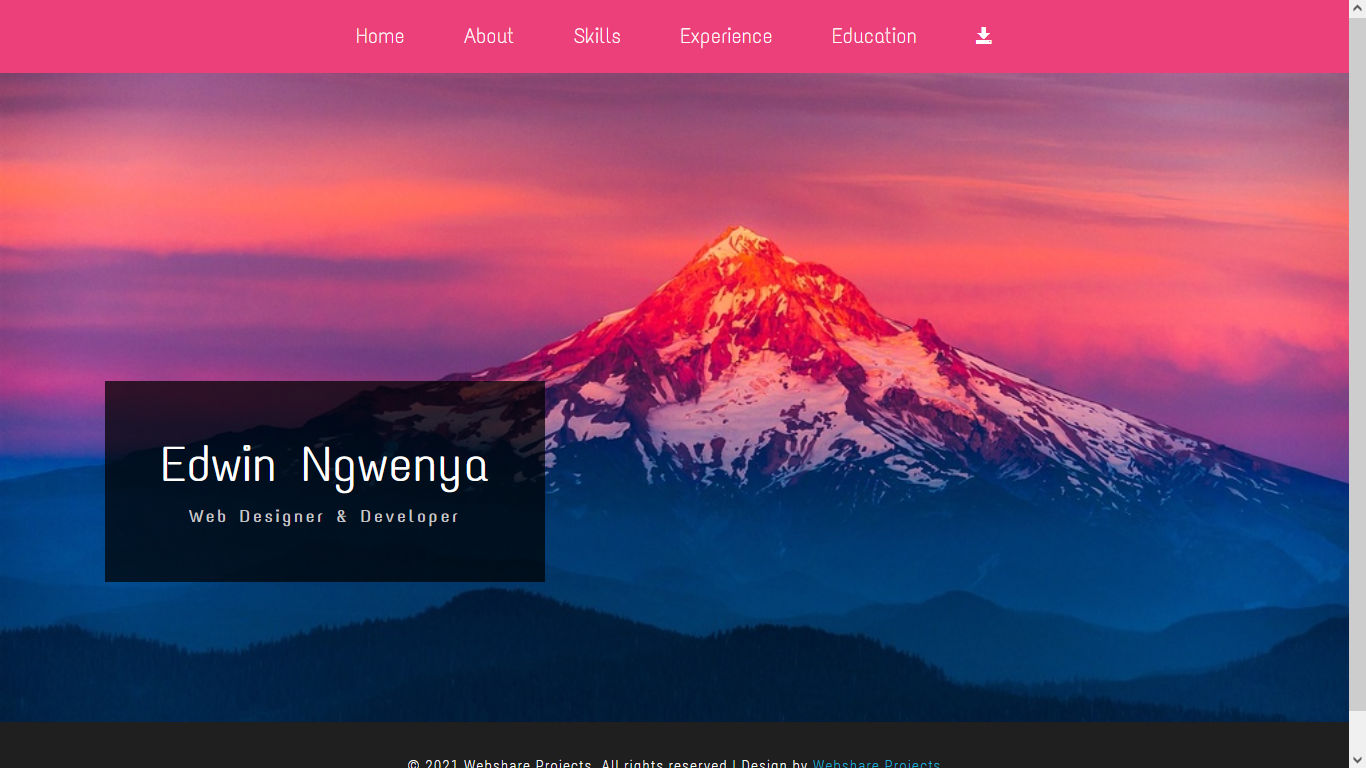 Home About Skills Experience Education
Edwin Ngwenya
Web Designer & Developer
© 2021 Webshare Projects. All rights reserved | Design by Webshare Projects